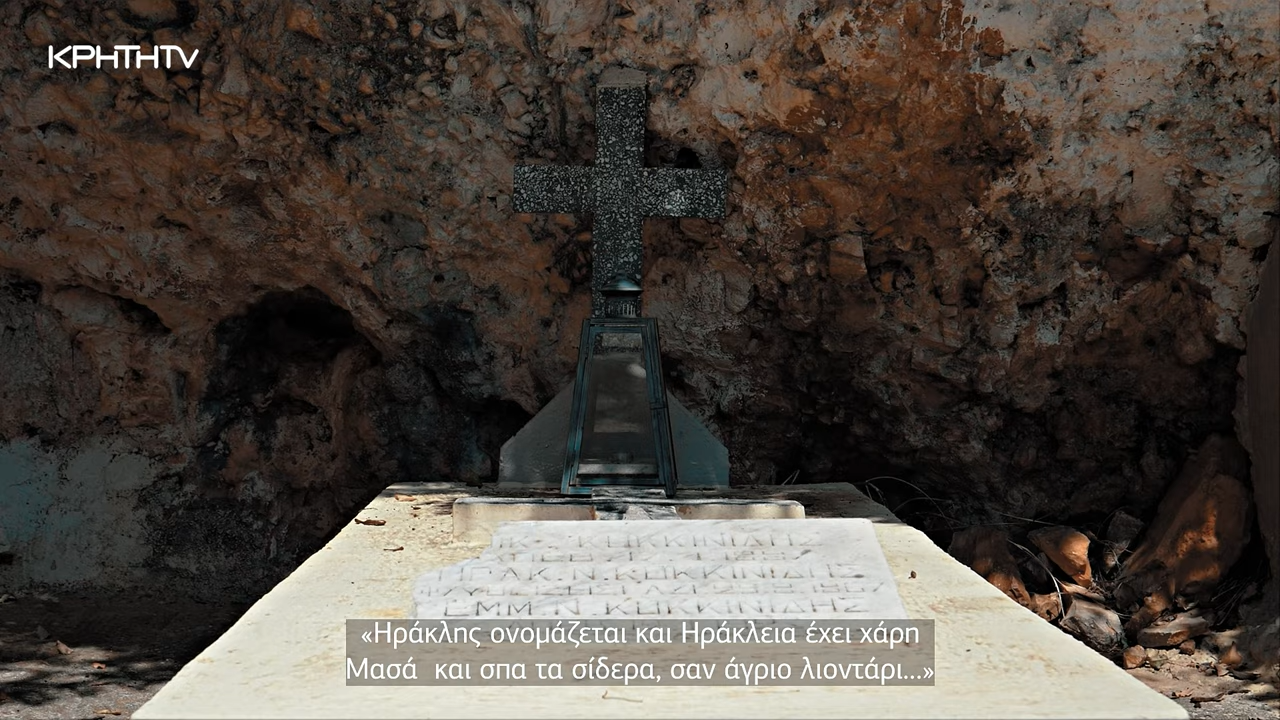 ΚΡΗΤΗTV
ΚΟΚΚΙΝΙΔΗΣ
ΗΡΑΚ. Ν. ΚΟΚΚΙΝΙΔΗΣ
ΕΜΜ Ν ΚΟΚΚΙΝΙΔΗΣ
«Ηράκλης ονομάζεται και Ηράκλεια έχει χάρη
Μασά και σπα τα σίδερα, σαν άγριο λιοντάρι...»